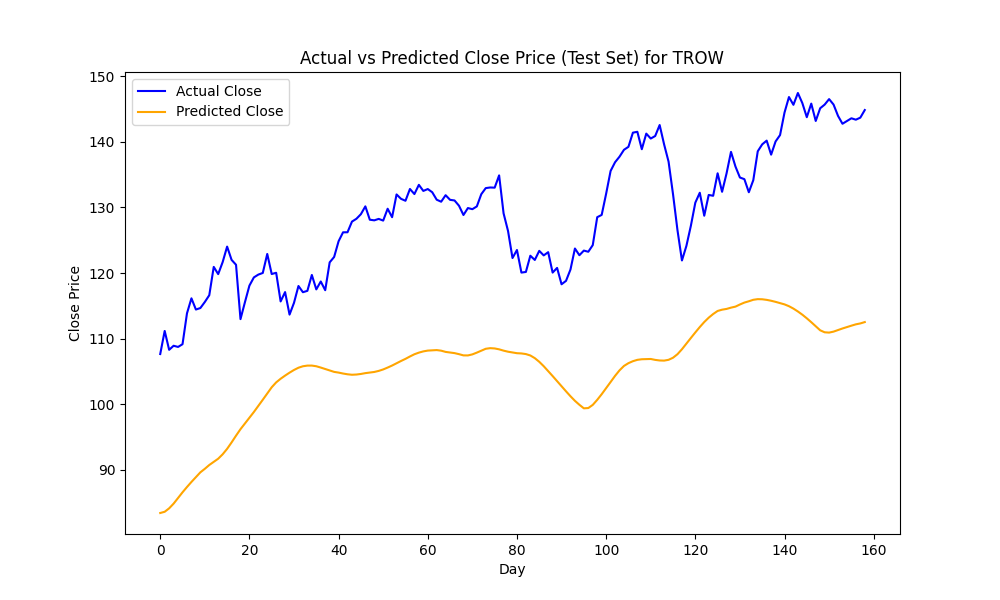 Actual vs Predicted Close Price (Test Set) for TROW
Actual Close
Predicted Close
Close Price
150
140
130
120
110
100
90
0 20 40 60 80 100 120 140 160
Day